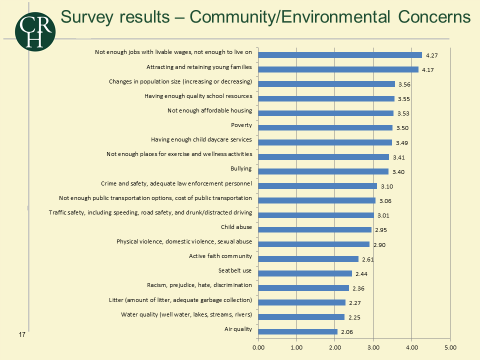 CR
H
Survey results – Community/Environmental Concerns
Not enough jobs with livable wages, not enough to live on 4.27
Attracting and retaining young families 4.17
Changes in population size (increasing or decreasing) 3.56
Having enough quality school resources 3.55
Not enough affordable housing 3.53
Poverty 3.50
Having enough child daycare services 3.49
Not enough places for exercise and wellness activities 3.41
Bullying 3.40
Crime and safety, adequate law enforcement personnel 3.10
Not enough public transportation options, cost of public transportation 3.06
Traffic safety, including speeding, road safety, and drunk/distracted driving 3.01
Child abuse 2.95
Physical violence, domestic violence, sexual abuse 2.90
Active faith community 2.61
Seatbelt use 2.44
Racism, prejudice, hate, discrimination 2.36
Litter (amount of litter, adequate garbage collection) 2.27
Water quality (well water, lakes, streams, rivers) 2.25
Air quality 2.06
17
0.00 1.00 2.00 3.00 4.00 5.00